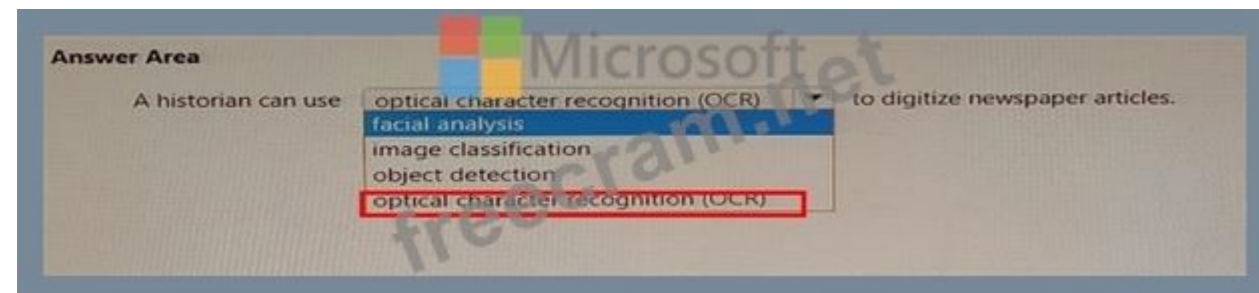 Microsoft
Answer Area
A historian can use optical character recognition (OCR) to digitize newspaper articles.
facial analysis
image classification
object detection
optical character recognition (OCR)
freecram.net